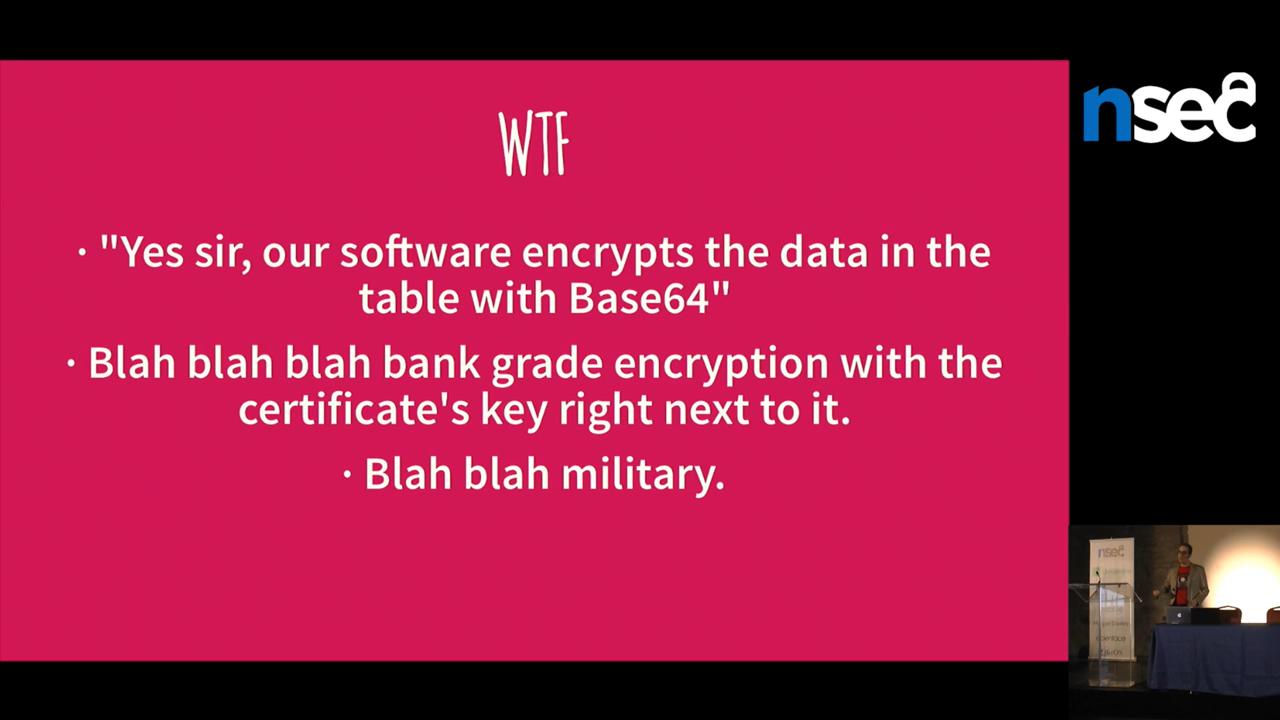 WTF
· "Yes sir, our software encrypts the data in the
table with Base64"
· Blah blah blah bank grade encryption with the
certificate's key right next to it.
· Blah blah military.
nsec
nsec